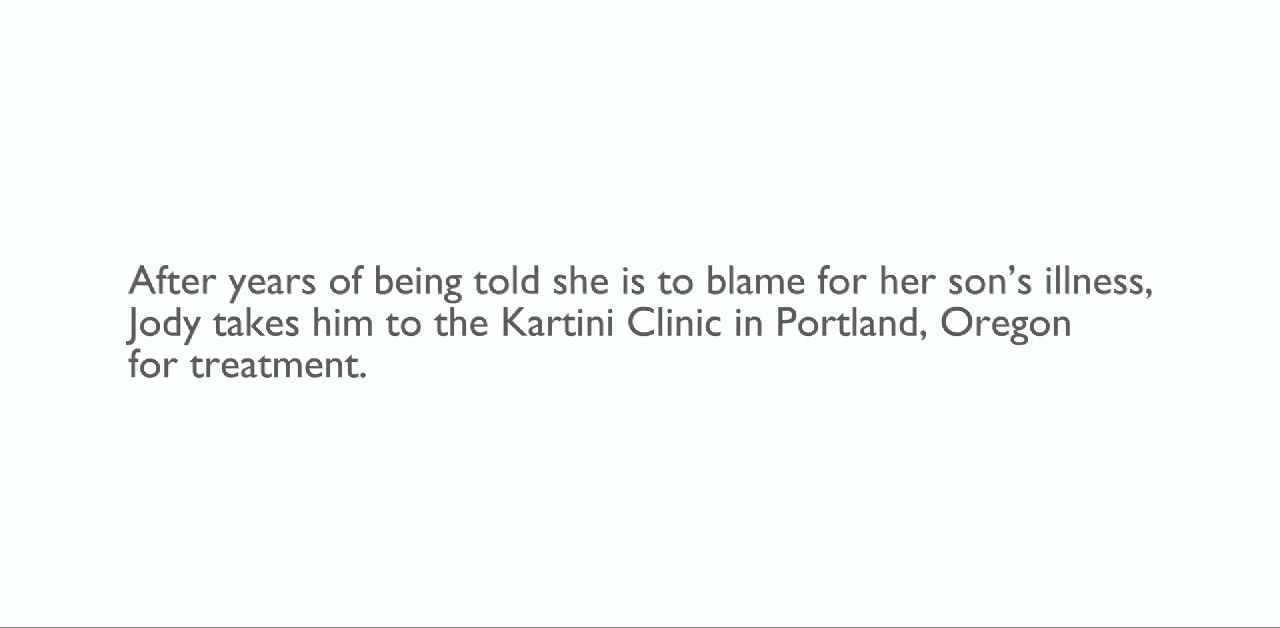 After years of being told she is to blame for her son’s illness,
Jody takes him to the Kartini Clinic in Portland, Oregon
for treatment.